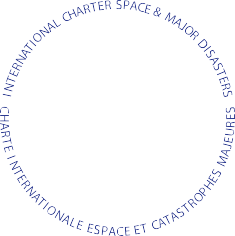 INTERNATIONAL CHARTER SPACE & MAJOR DISASTERS
CHARTE INTERNATIONALE ESPACE ET CATASTROPHES MAJEURES